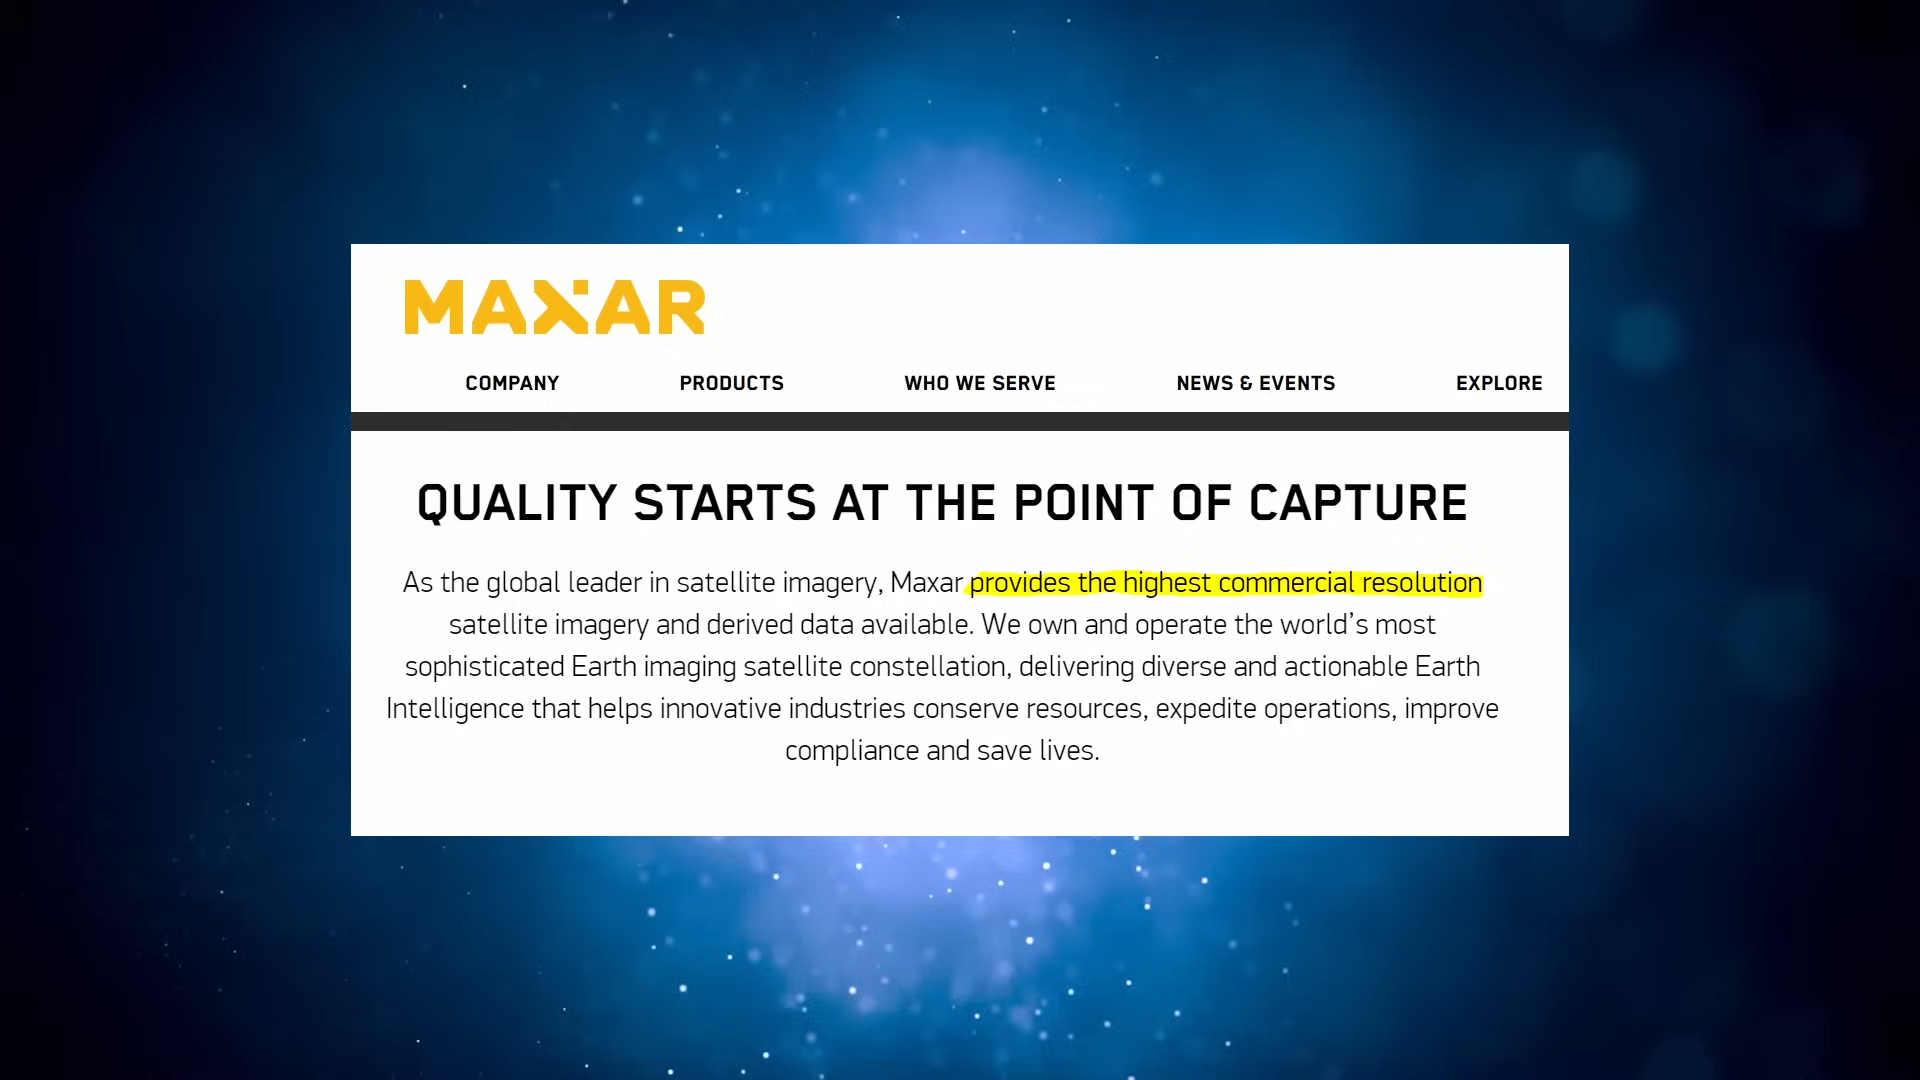 MAXAR
COMPANY PRODUCTS WHO WE SERVE NEWS & EVENTS EXPLORE
QUALITY STARTS AT THE POINT OF CAPTURE
As the global leader in satellite imagery, Maxar provides the highest commercial resolution
satellite imagery and derived data available. We own and operate the world’s most
sophisticated Earth imaging satellite constellation, delivering diverse and actionable Earth
Intelligence that helps innovative industries conserve resources, expedite operations, improve
compliance and save lives.